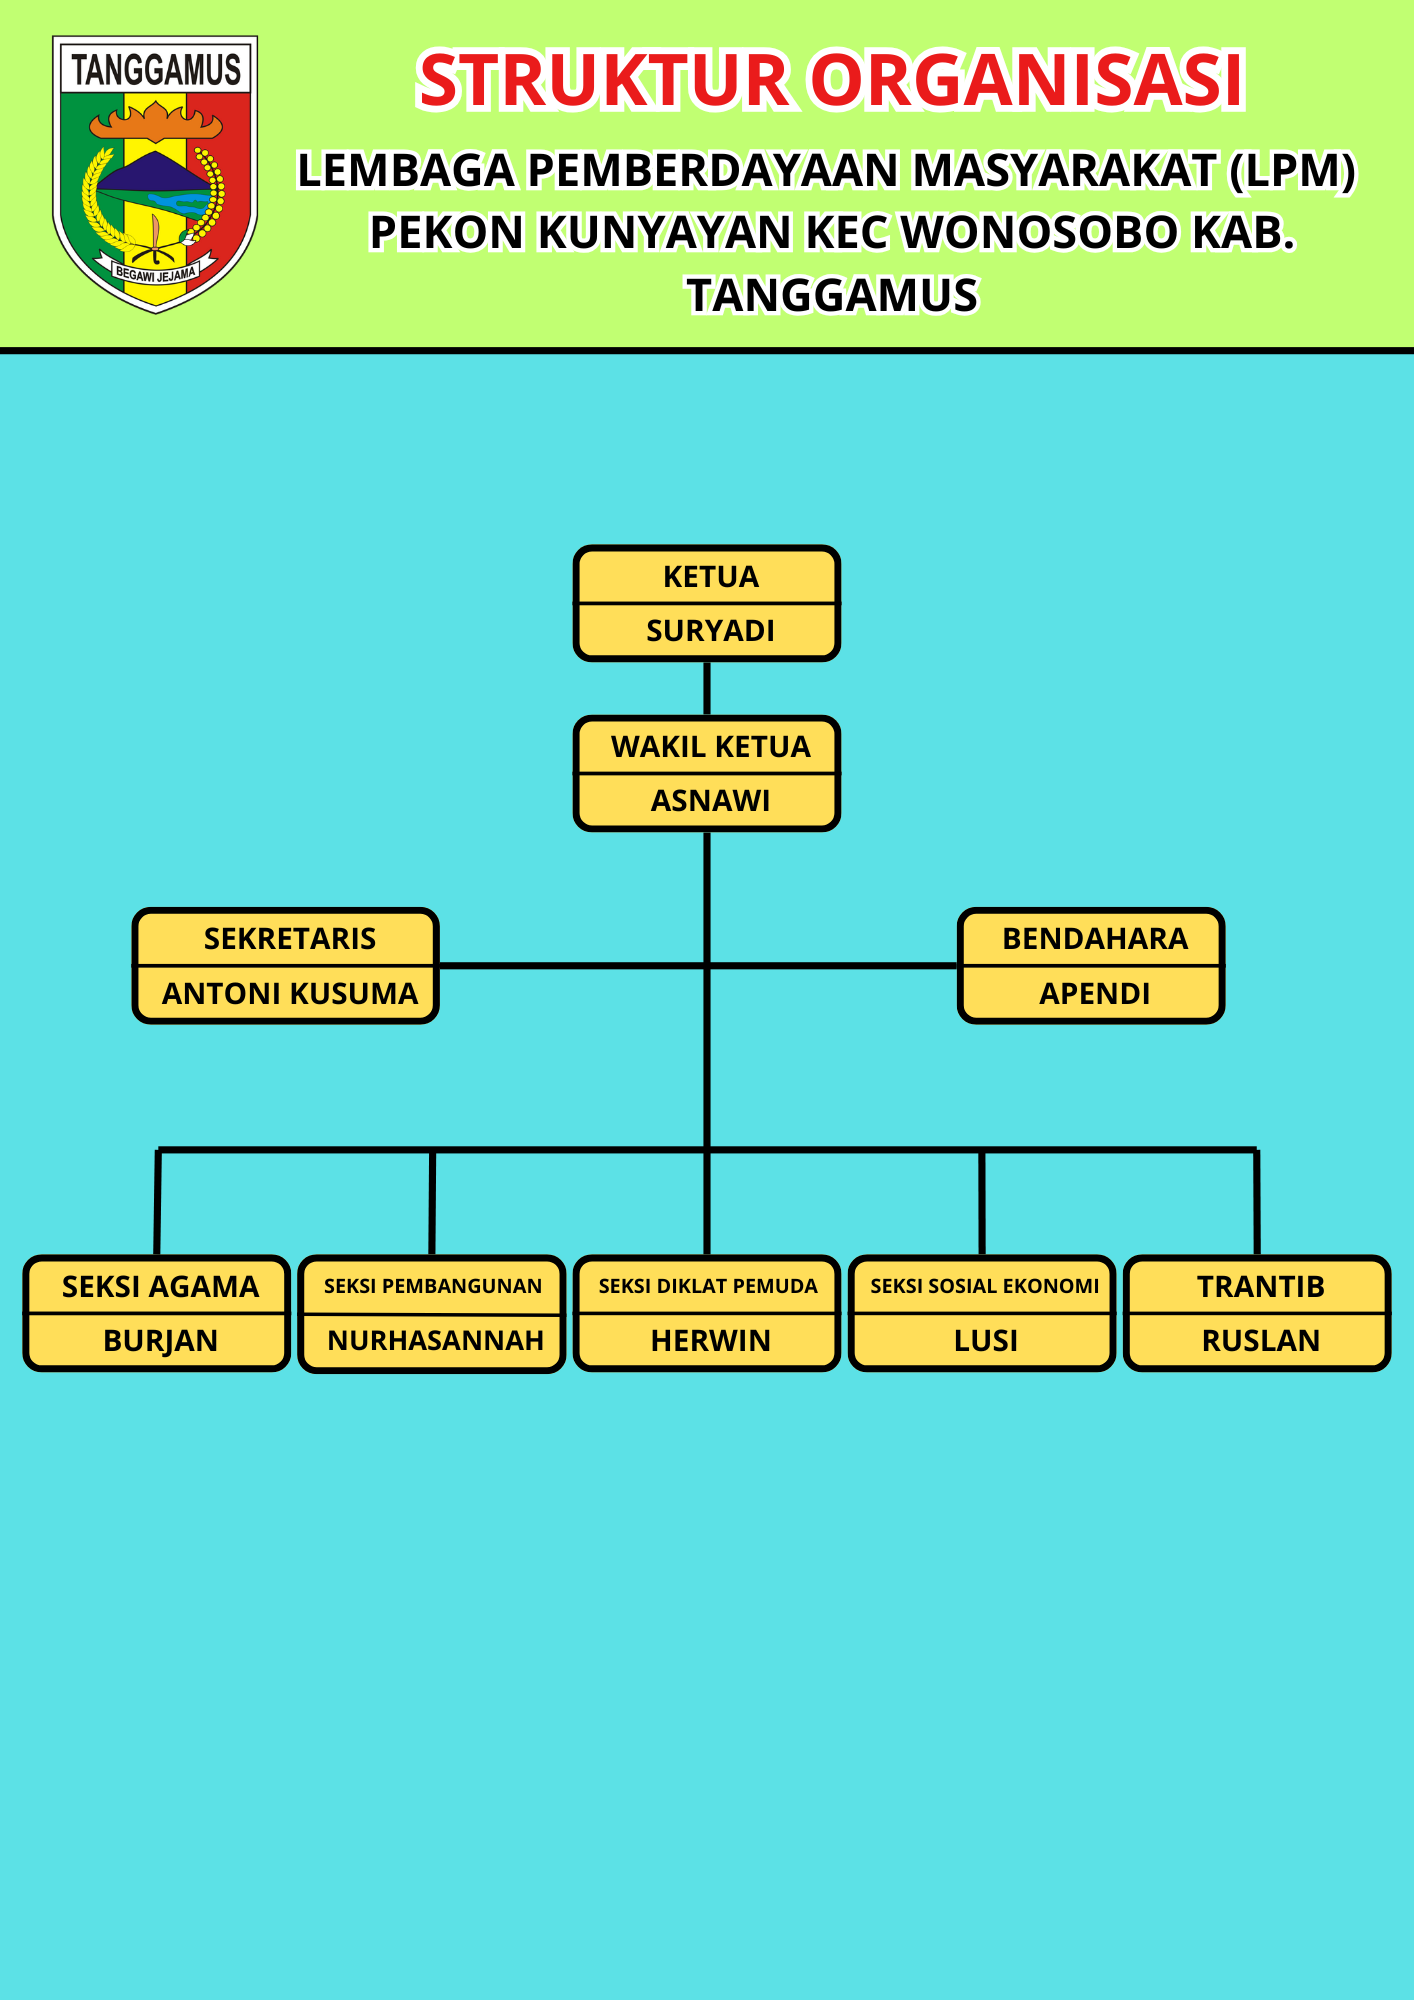 TANGGAMUS
BEGAWI JEJAMA
STRUKTUR ORGANISASI
LEMBAGA PEMBERDAYAAN MASYARAKAT (LPM)
PEKON KUNYAYAN KEC WONOSOBO KAB.
TANGGAMUS
KETUA
SURYADI
WAKIL KETUA
ASNAWI
SEKRETARIS
ANTONI KUSUMA
BENDAHARA
APENDI
SEKSI AGAMA
BURJAN
SEKSI PEMBANGUNAN
NURHASANNAH
SEKSI DIKLAT PEMUDA
HERWIN
SEKSI SOSIAL EKONOMI
LUSI
TRANTIB
RUSLAN